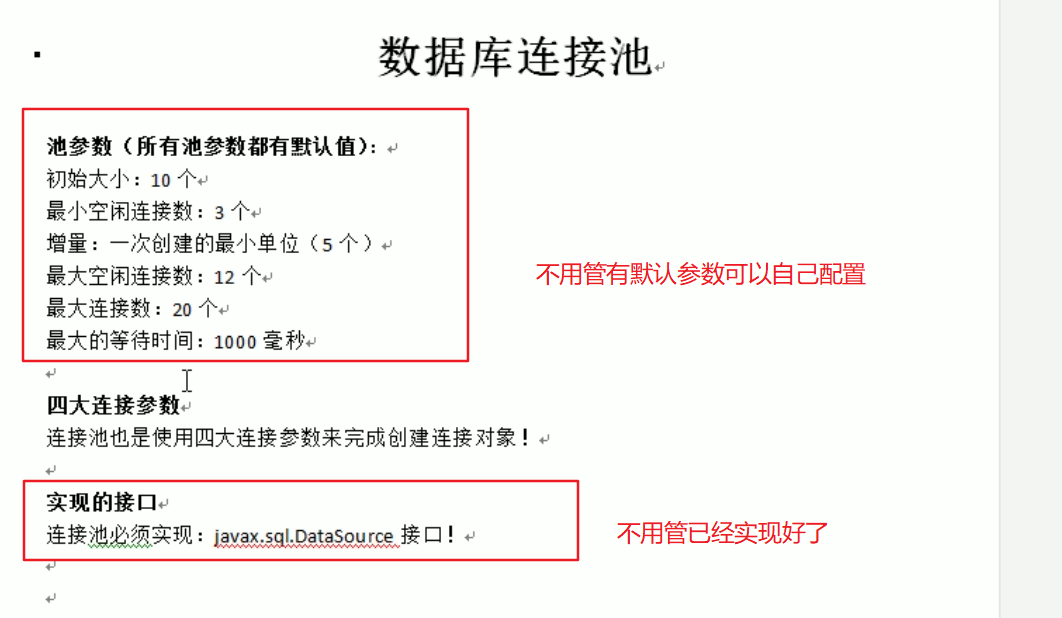 数据库连接池
池参数（所有池参数都有默认值）：
初始大小：10 个
最小空闲连接数：3 个
增量：一次创建的最小单位（5 个）
最大空闲连接数：12 个
不用管有默认参数可以自己配置
最大连接数：20 个
最大的等待时间：1000 毫秒
四大连接参数
连接池也是使用四大连接参数来完成创建连接对象！
实现的接口
连接池必须实现：javax.sql.DataSource 接口！
不用管已经实现好了